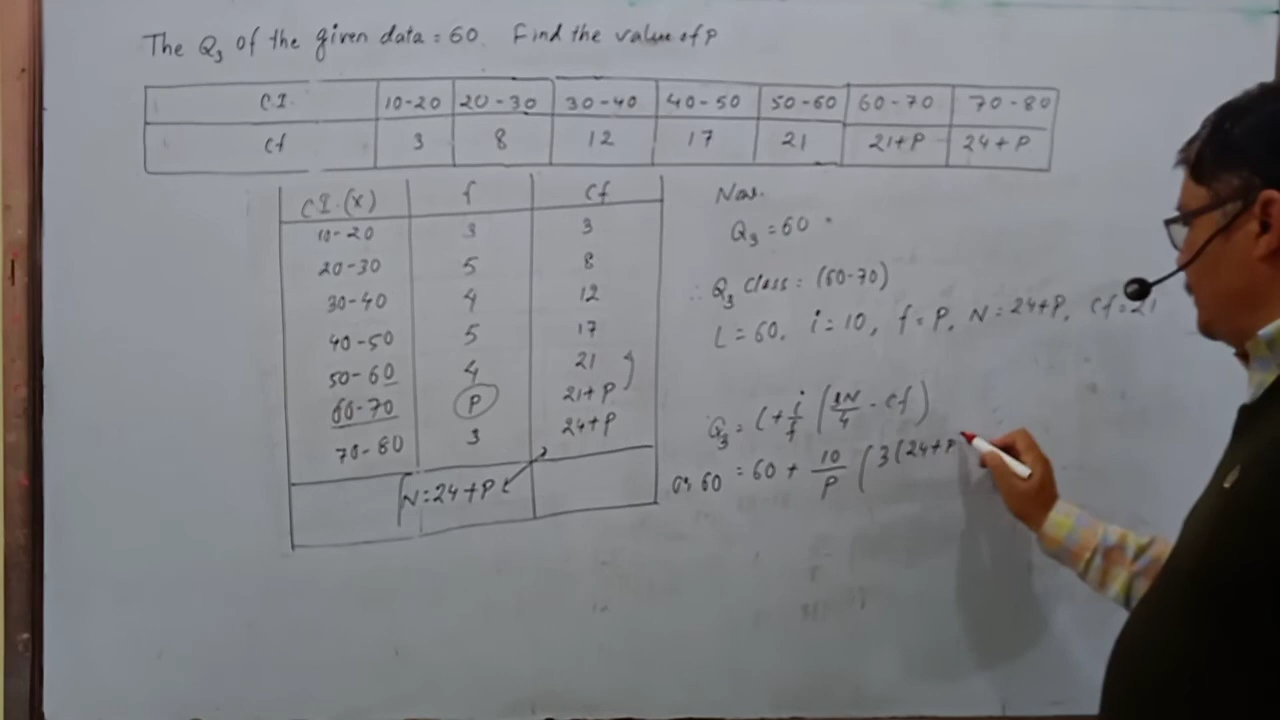 The Q₃ of the given data = 60. Find the value of P
C.I. 10-20 20-30 30-40 40-50 50-60 60-70 70-80
Cf 3 8 12 17 21 21+P 24+P
C.I.(x) f Cf
10-20 3 3
20-30 5 8
30-40 4 12
40-50 5 17
50-60 4 21
60-70 P 21+P
70-80 3 24+P
N=24+P
Now.
Q₃ = 60
∴ Q₃ Class = (60-70)
L = 60, i = 10, f = P, N = 24+P, Cf = 21
Q₃ = L + i/f (3N/4 - Cf)
or 60 = 60 + 10/P (3(24+P